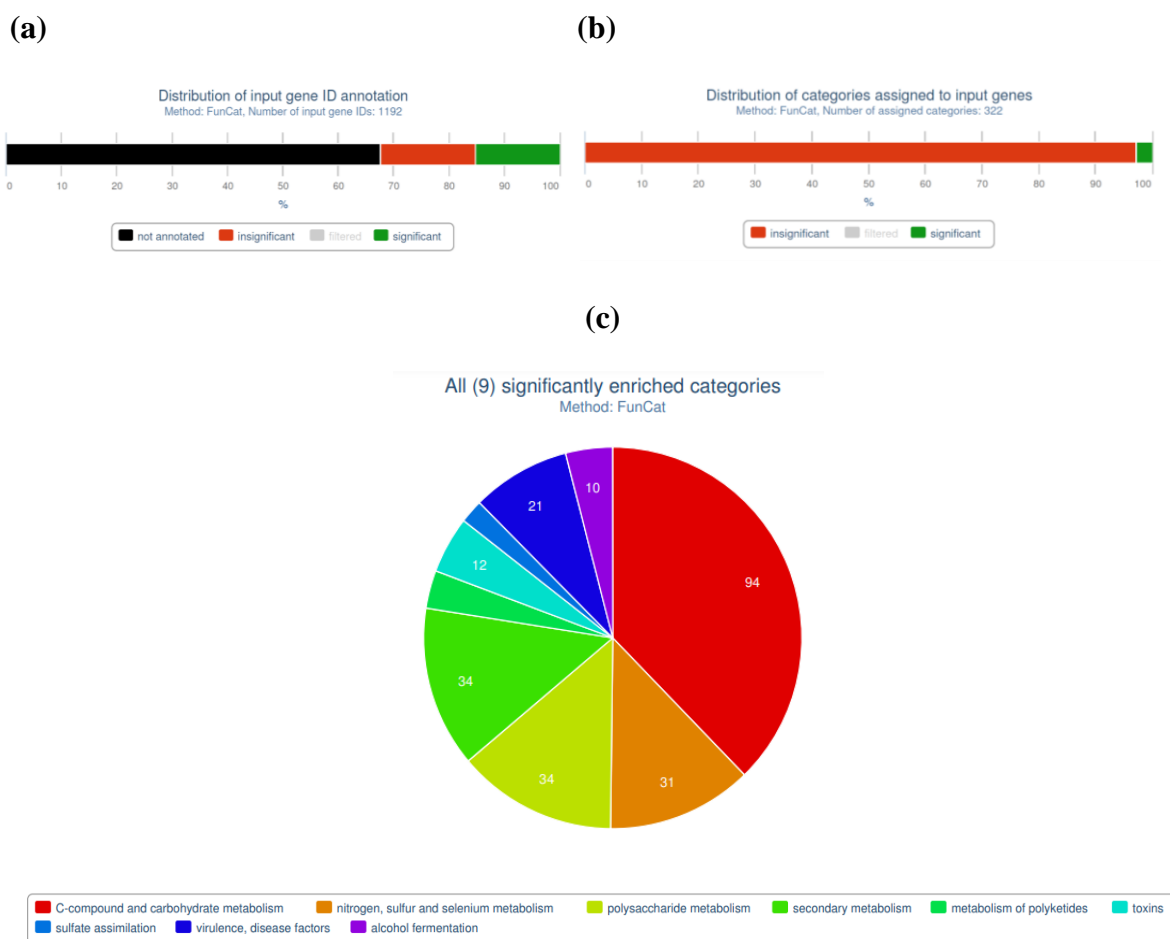 (a)
(b)
Distribution of input gene ID annotation
Method: FunCat, Number of input gene IDs: 1192
0 10 20 30 40 50 60 70 80 90 100
%
not annotated insignificant filtered significant
Distribution of categories assigned to input genes
Method: FunCat, Number of assigned categories: 322
0 10 20 30 40 50 60 70 80 90 100
%
insignificant filtered significant
(c)
All (9) significantly enriched categories
Method: FunCat
10
21
94
12
34
34
31
C-compound and carbohydrate metabolism nitrogen, sulfur and selenium metabolism polysaccharide metabolism secondary metabolism metabolism of polyketides toxins
sulfate assimilation virulence, disease factors alcohol fermentation